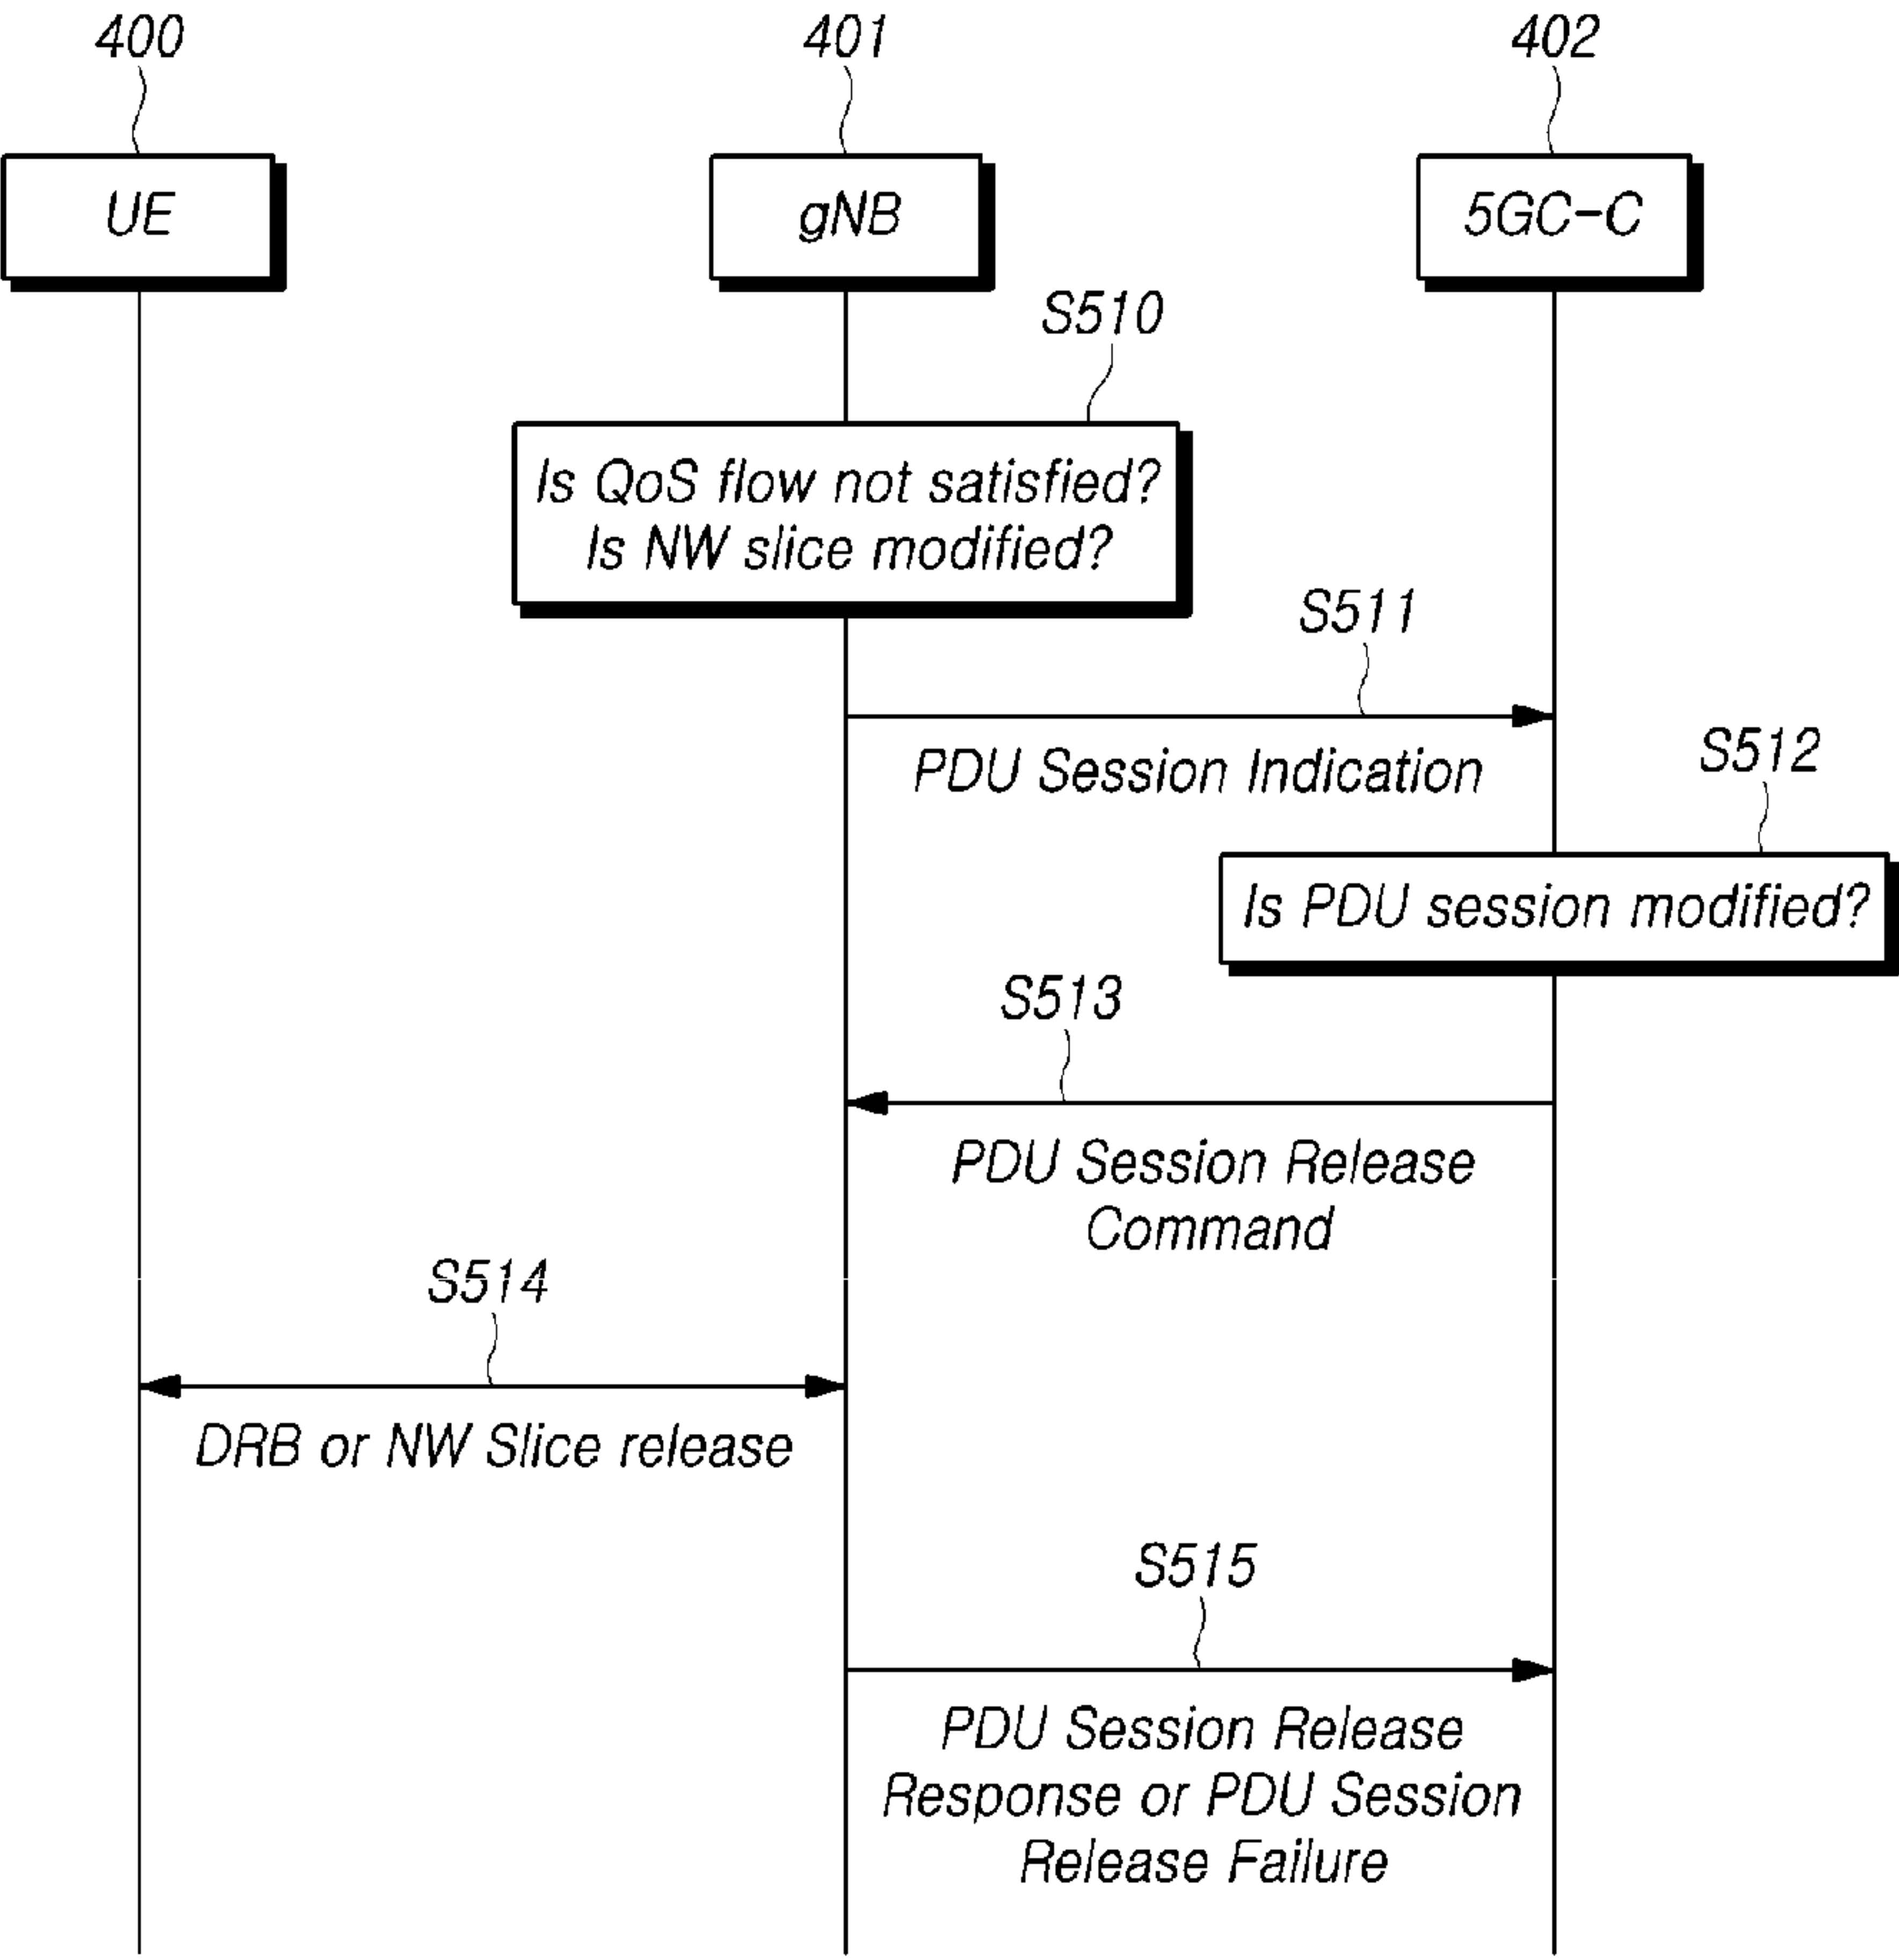 400
401
402
UE
gNB
5GC-C
S510
Is QoS flow not satisfied?
Is NW slice modified?
S511
PDU Session Indication
S512
Is PDU session modified?
S513
PDU Session Release
Command
S514
DRB or NW Slice release
S515
PDU Session Release
Response or PDU Session
Release Failure